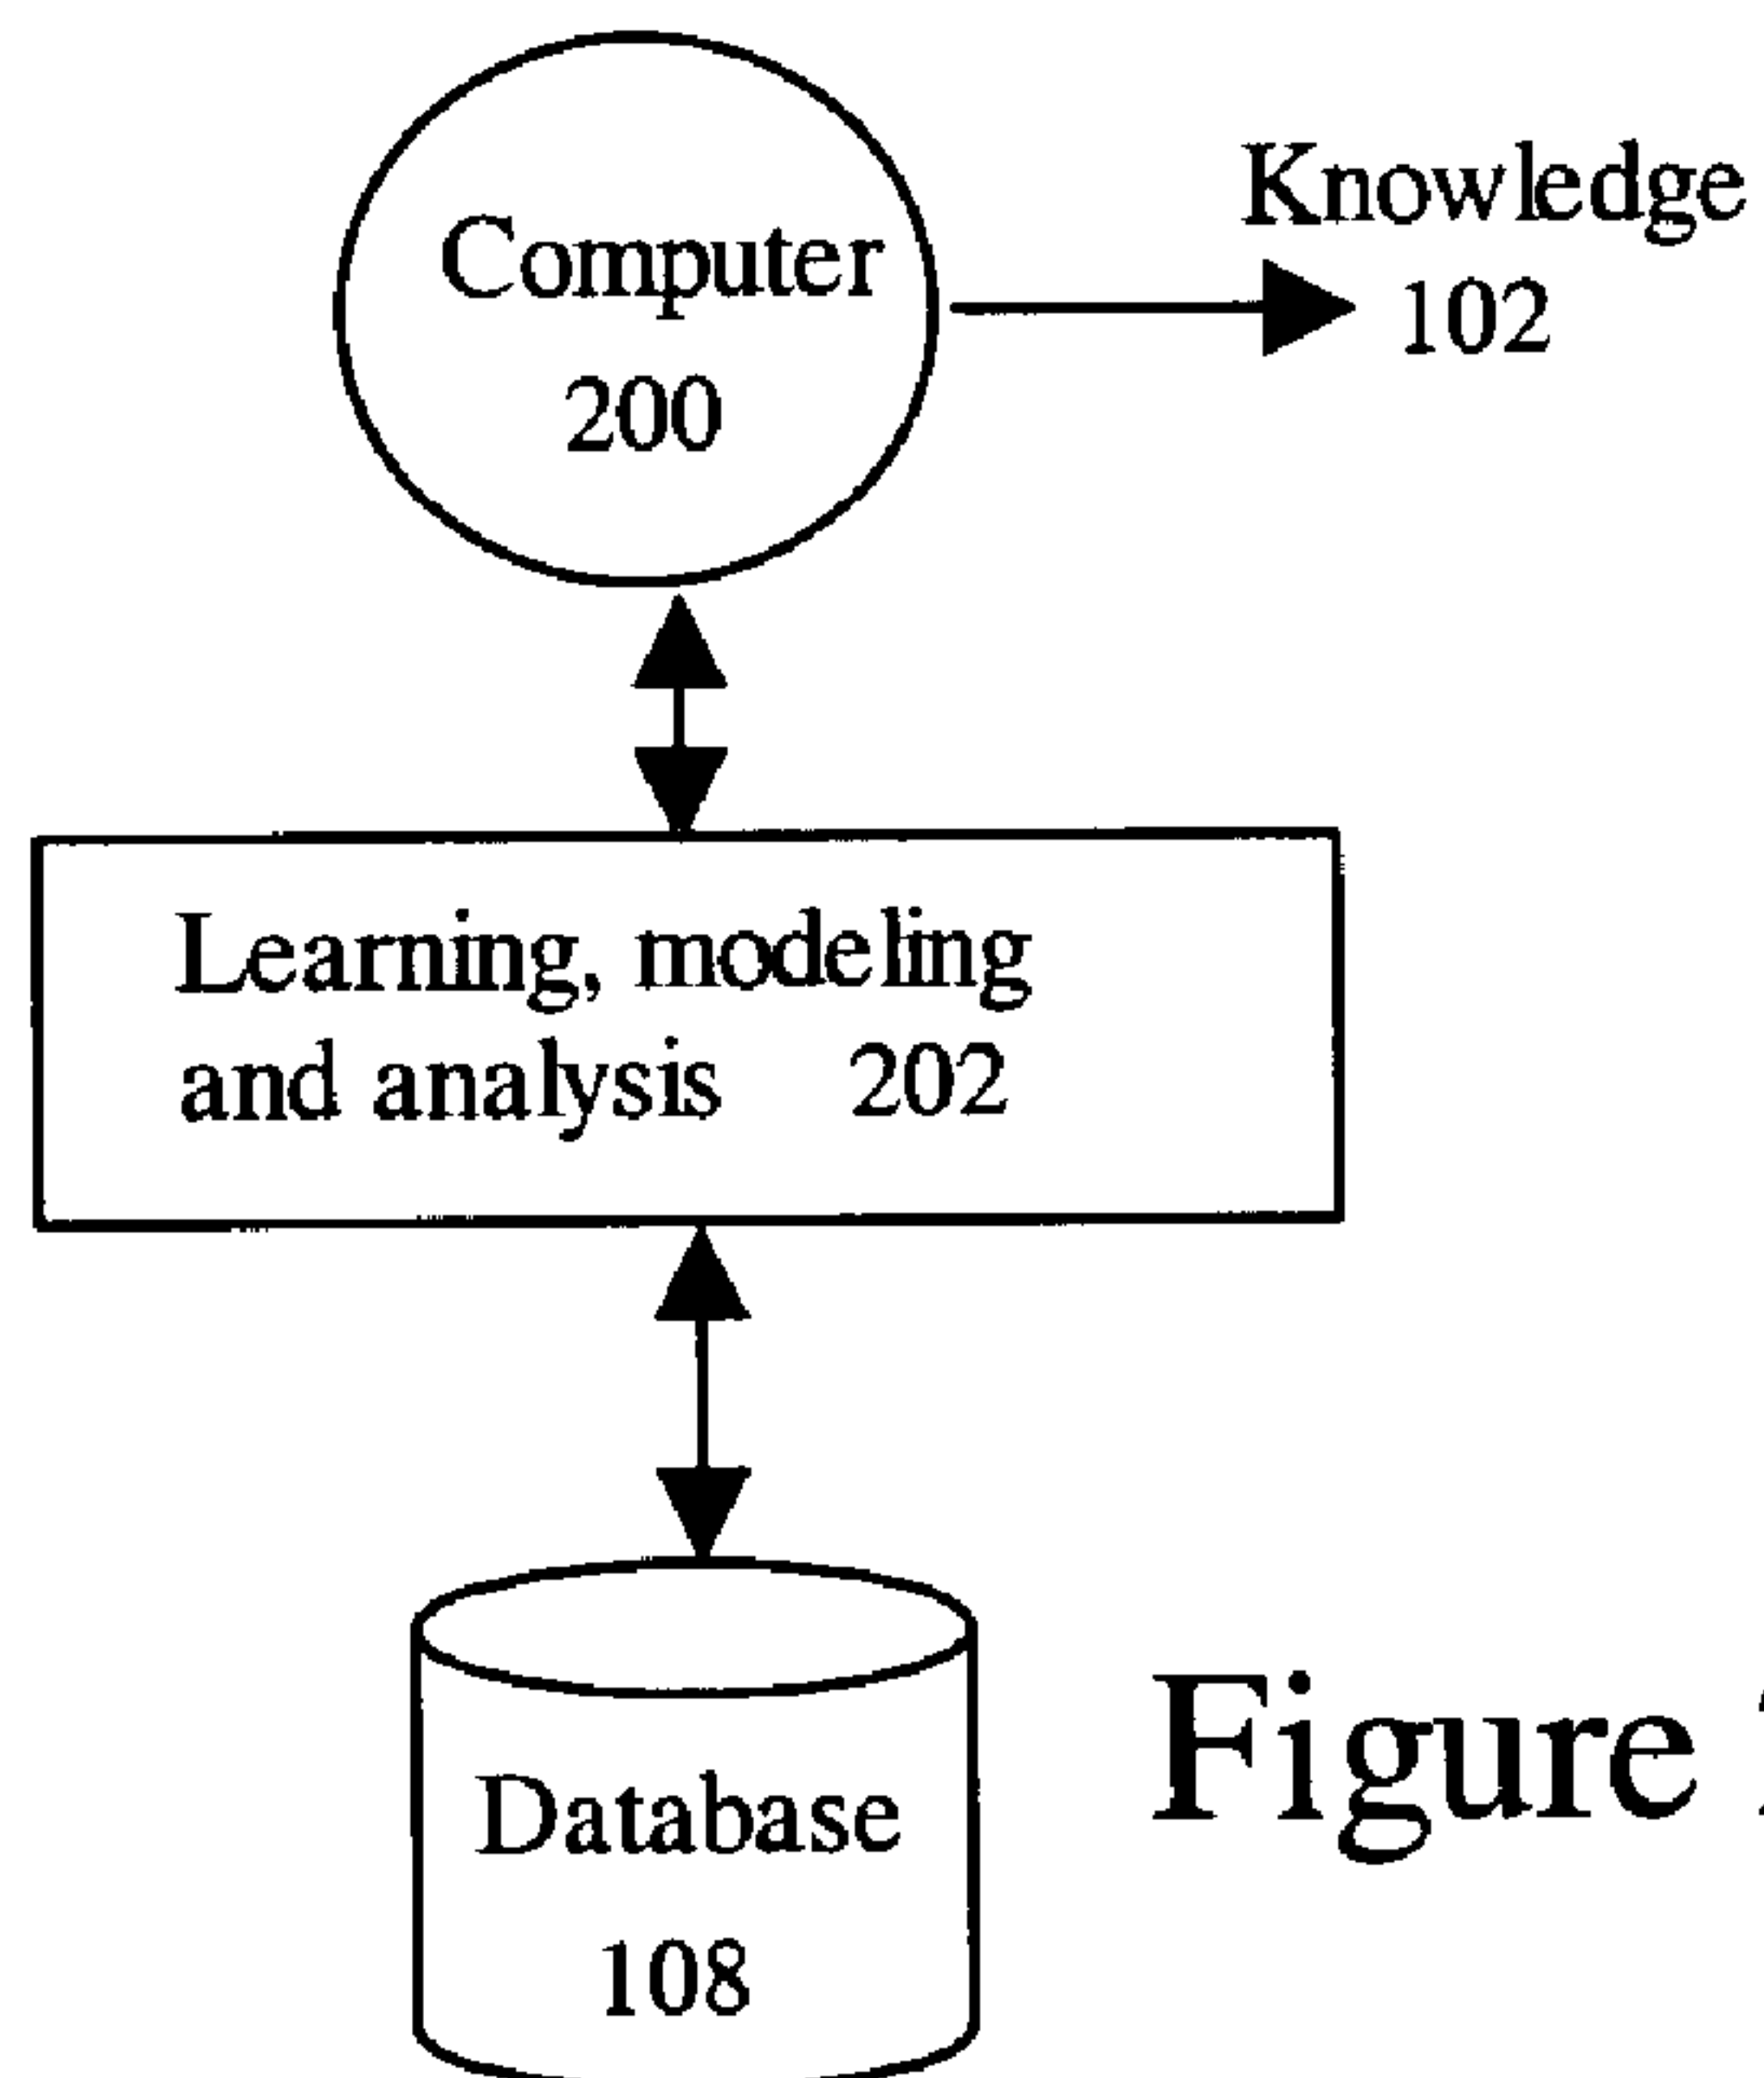 Computer
200
Knowledge
102
Learning, modeling
and analysis 202
Database
108
Figure